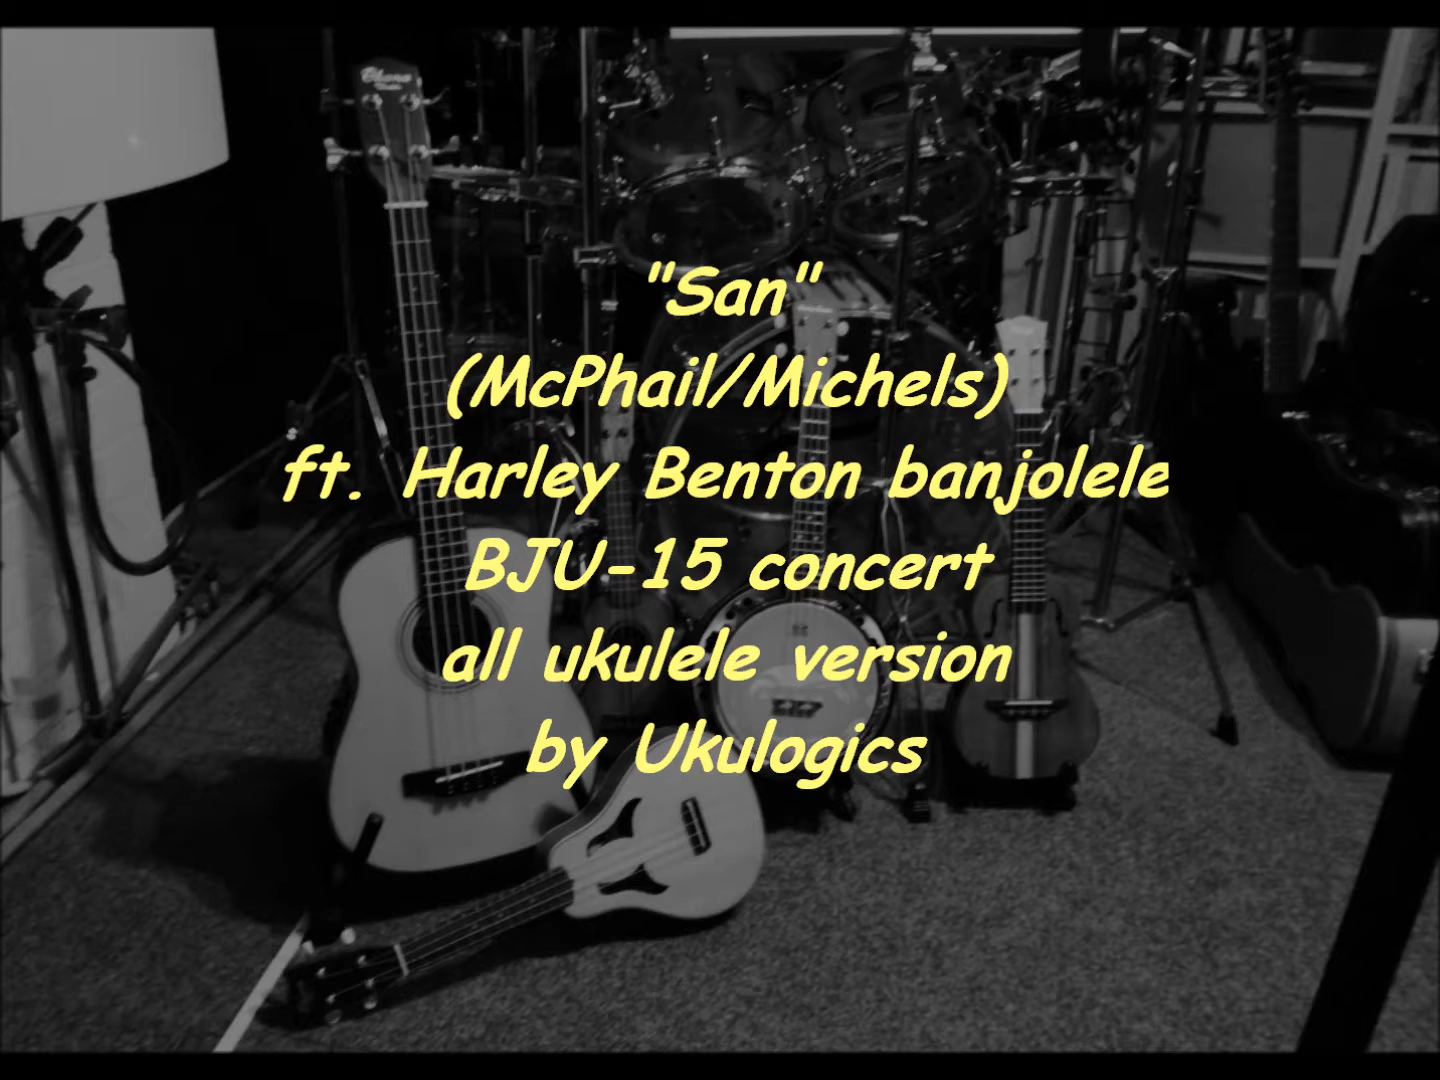 "San"
(McPhail/Michels)
ft. Harley Benton banjolele
BJU-15 concert
all ukulele version
by Ukulogics